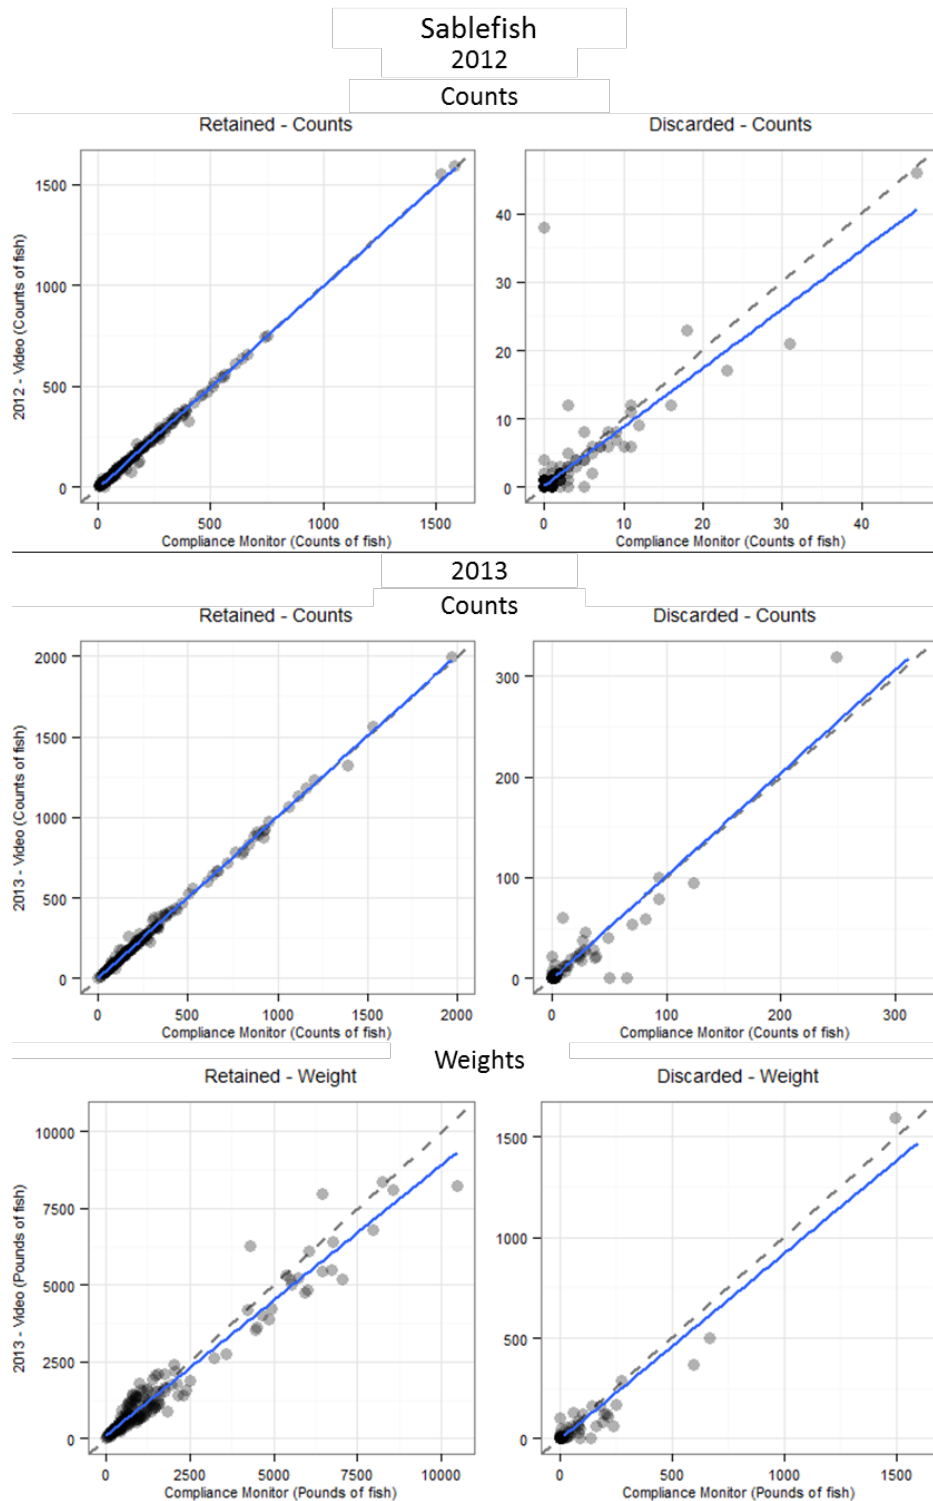 Sablefish
2012
Counts
Retained - Counts
Discarded - Counts
2012 - Video (Counts of fish)
1500
1000
500
0
0 500 1000 1500
Compliance Monitor (Counts of fish)
40
30
20
10
0
0 10 20 30 40
Compliance Monitor (Counts of fish)
2013
Counts
Retained - Counts
Discarded - Counts
2013 - Video (Counts of fish)
2000
1500
1000
500
0
0 500 1000 1500 2000
Compliance Monitor (Counts of fish)
300
200
100
0
0 100 200 300
Compliance Monitor (Counts of fish)
Weights
Retained - Weight
Discarded - Weight
2013 - Video (Pounds of fish)
10000
7500
5000
2500
0
0 2500 5000 7500 10000
Compliance Monitor (Pounds of fish)
1500
1000
500
0
0 500 1000 1500
Compliance Monitor (Pounds of fish)